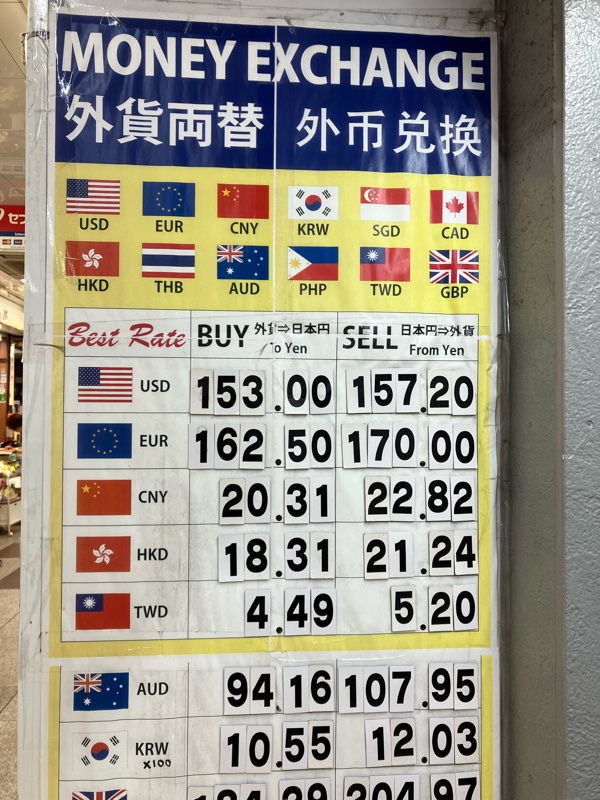 MONEY EXCHANGE
外貨両替 外币兑换
USD EUR CNY KRW SGD CAD
HKD THB AUD PHP TWD GBP
Best Rate BUY 外貨⇒日本円 To Yen SELL 日本円⇒外貨 From Yen
USD 153.00 157.20
EUR 162.50 170.00
CNY 20.31 22.82
HKD 18.31 21.24
TWD 4.49 5.20
AUD 94.16 107.95
KRW x100 10.55 12.03